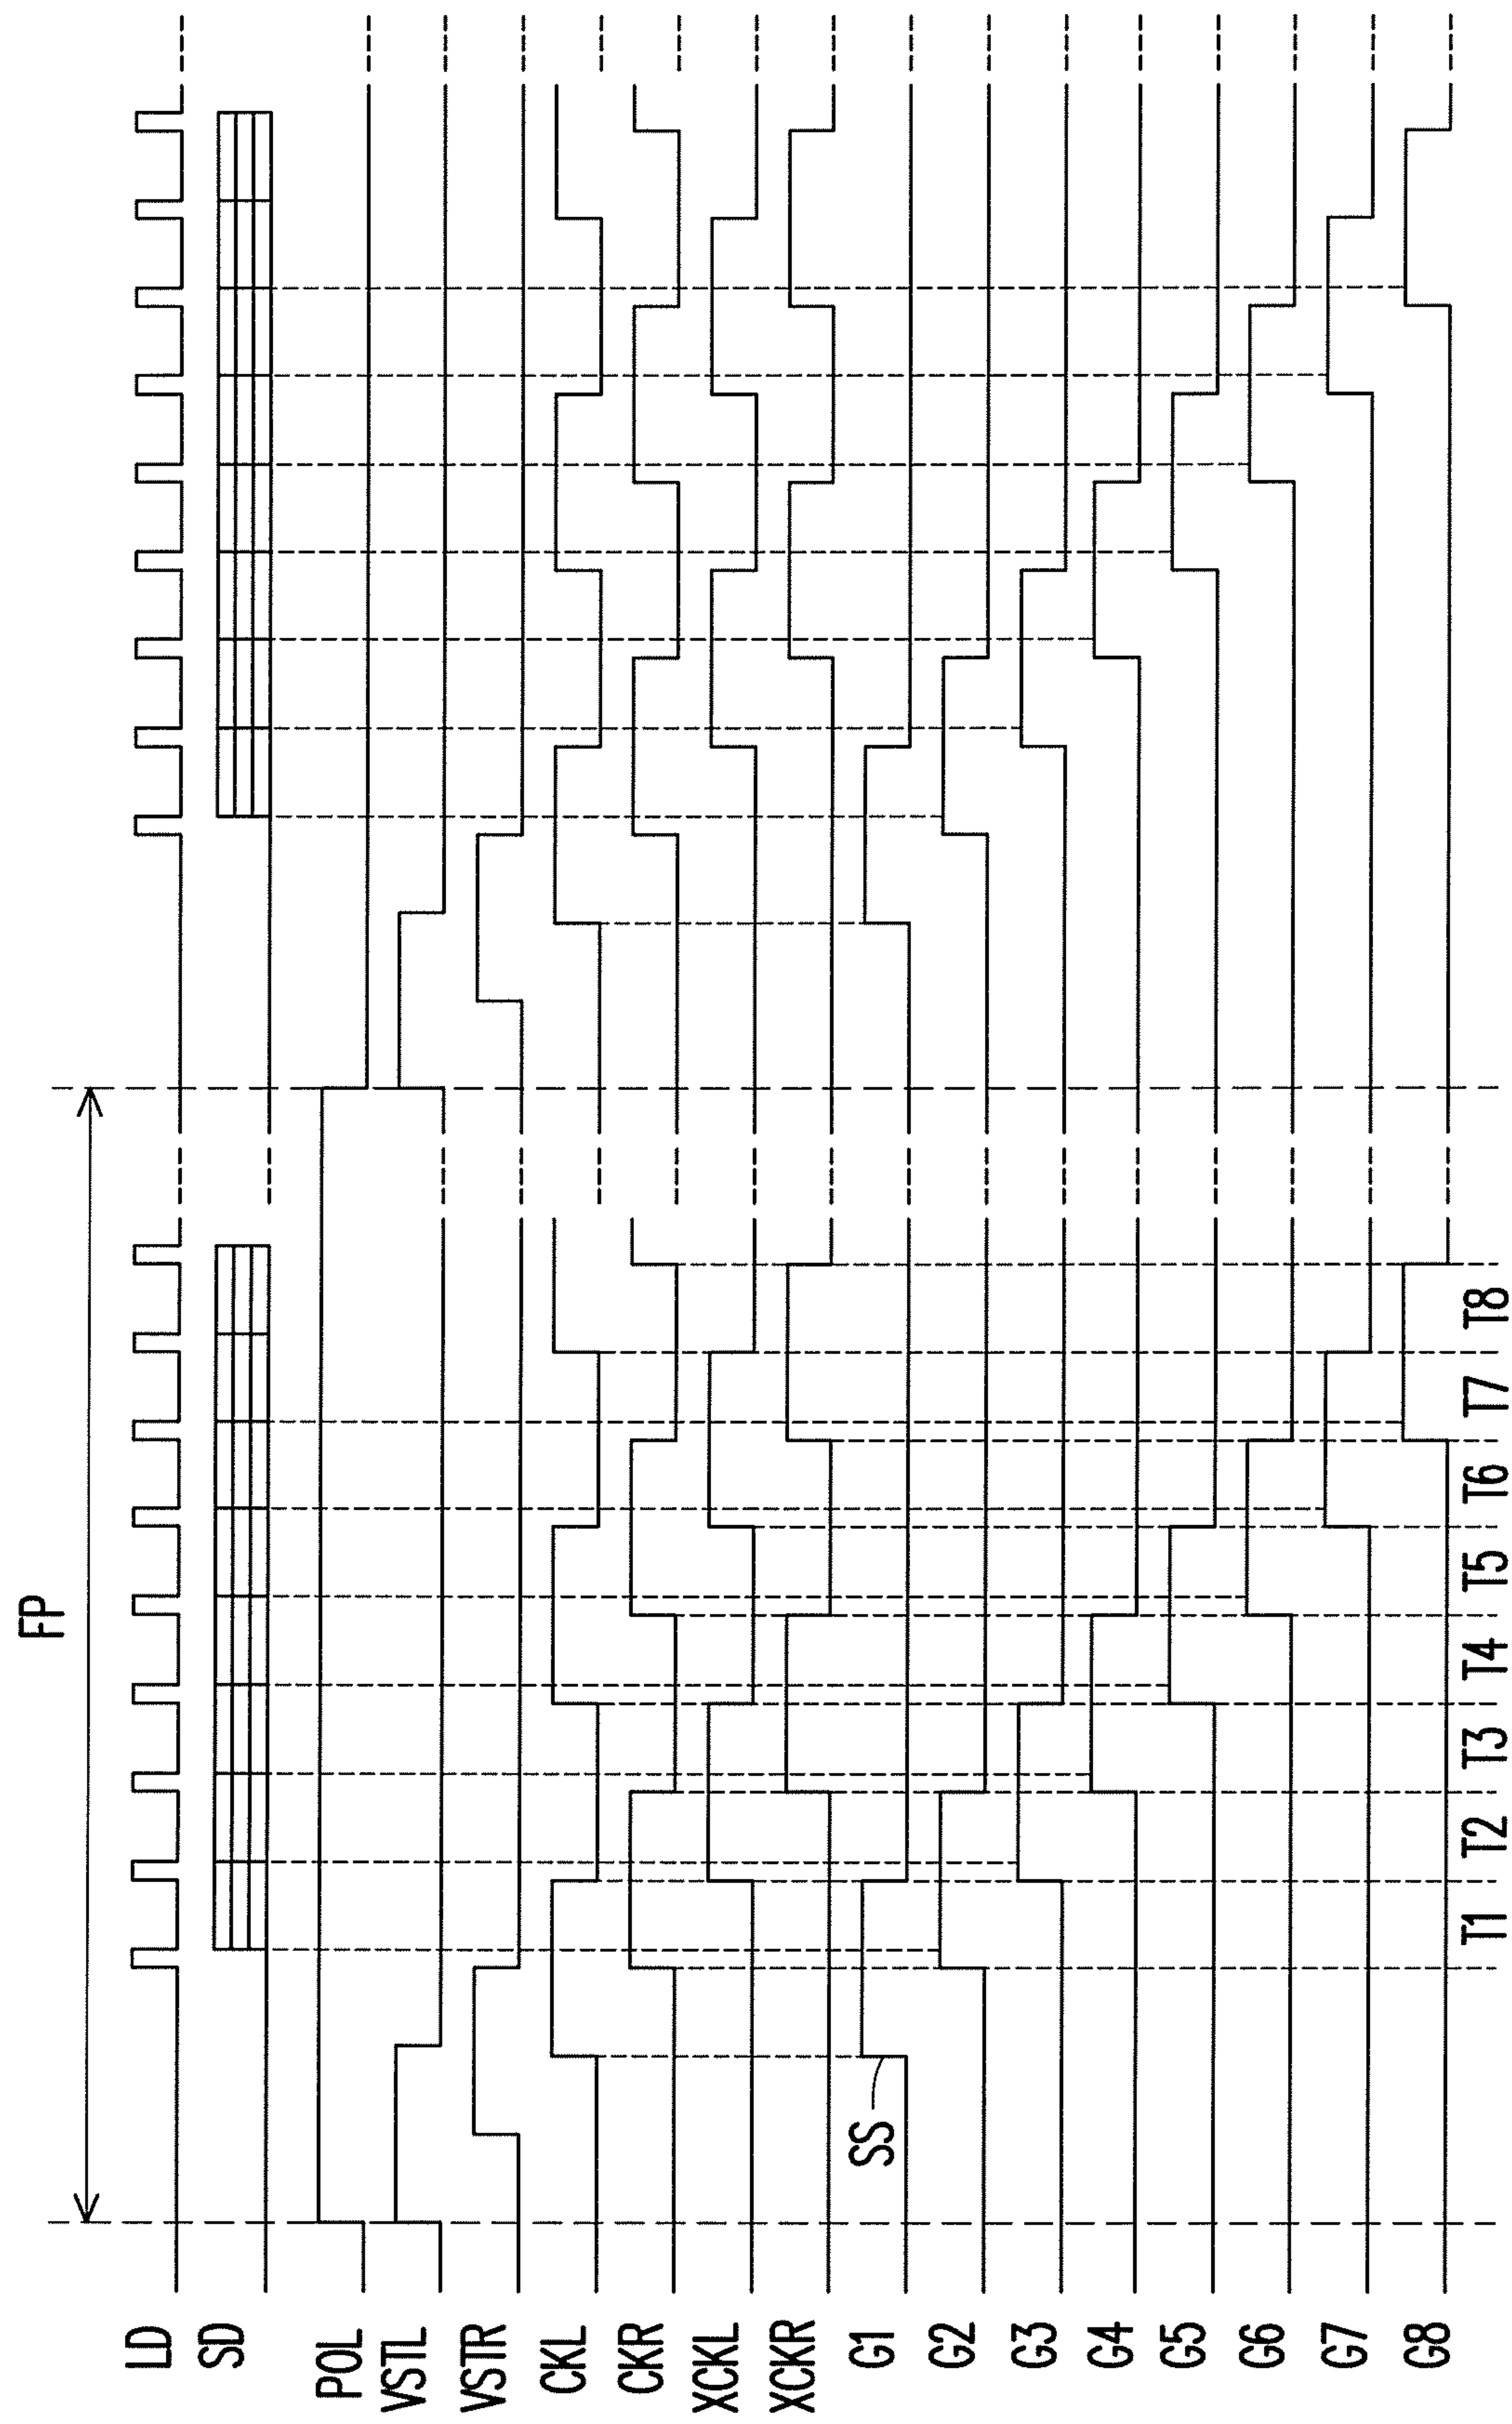 FP
LD
SD
POL
VSTL
VSTR
CKL
CKR
XCKL
XCKR
G1
SS
G2
G3
G4
G5
G6
G7
G8
T1
T2
T3
T4
T5
T6
T7
T8